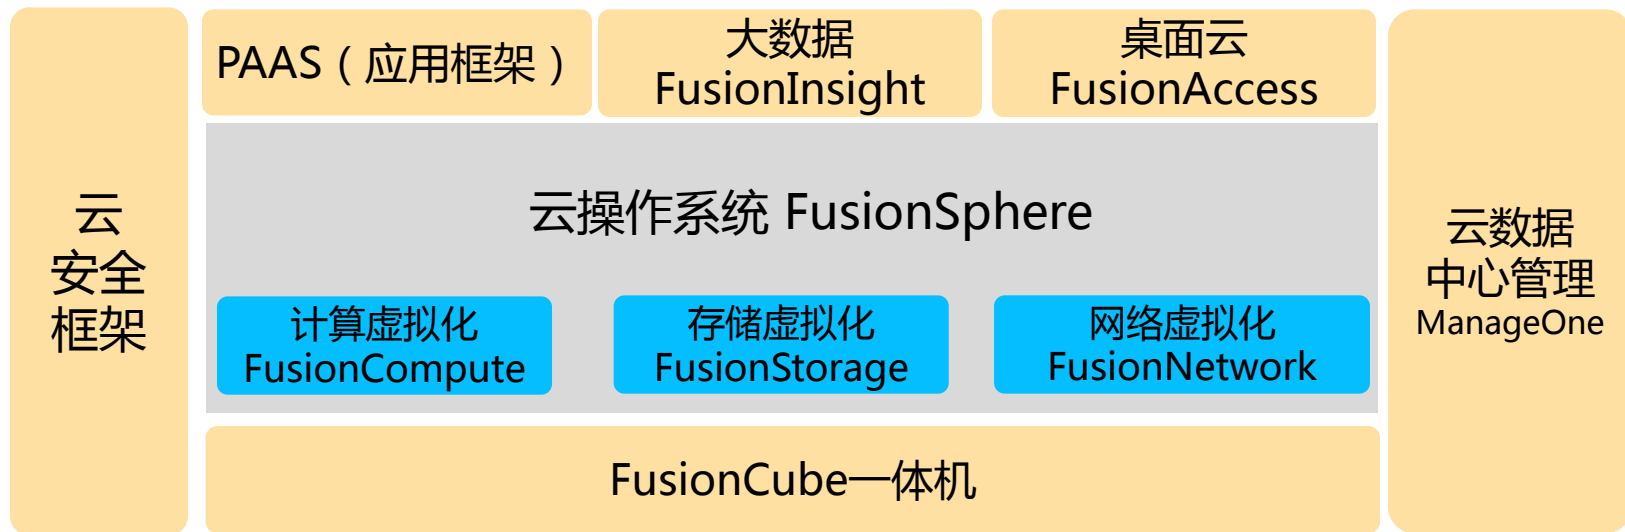 云
安全
框架
PAAS（应用框架）
大数据
FusionInsight
桌面云
FusionAccess
云操作系统 FusionSphere
计算虚拟化
FusionCompute
存储虚拟化
FusionStorage
网络虚拟化
FusionNetwork
FusionCube一体机
云数据
中心管理
ManageOne